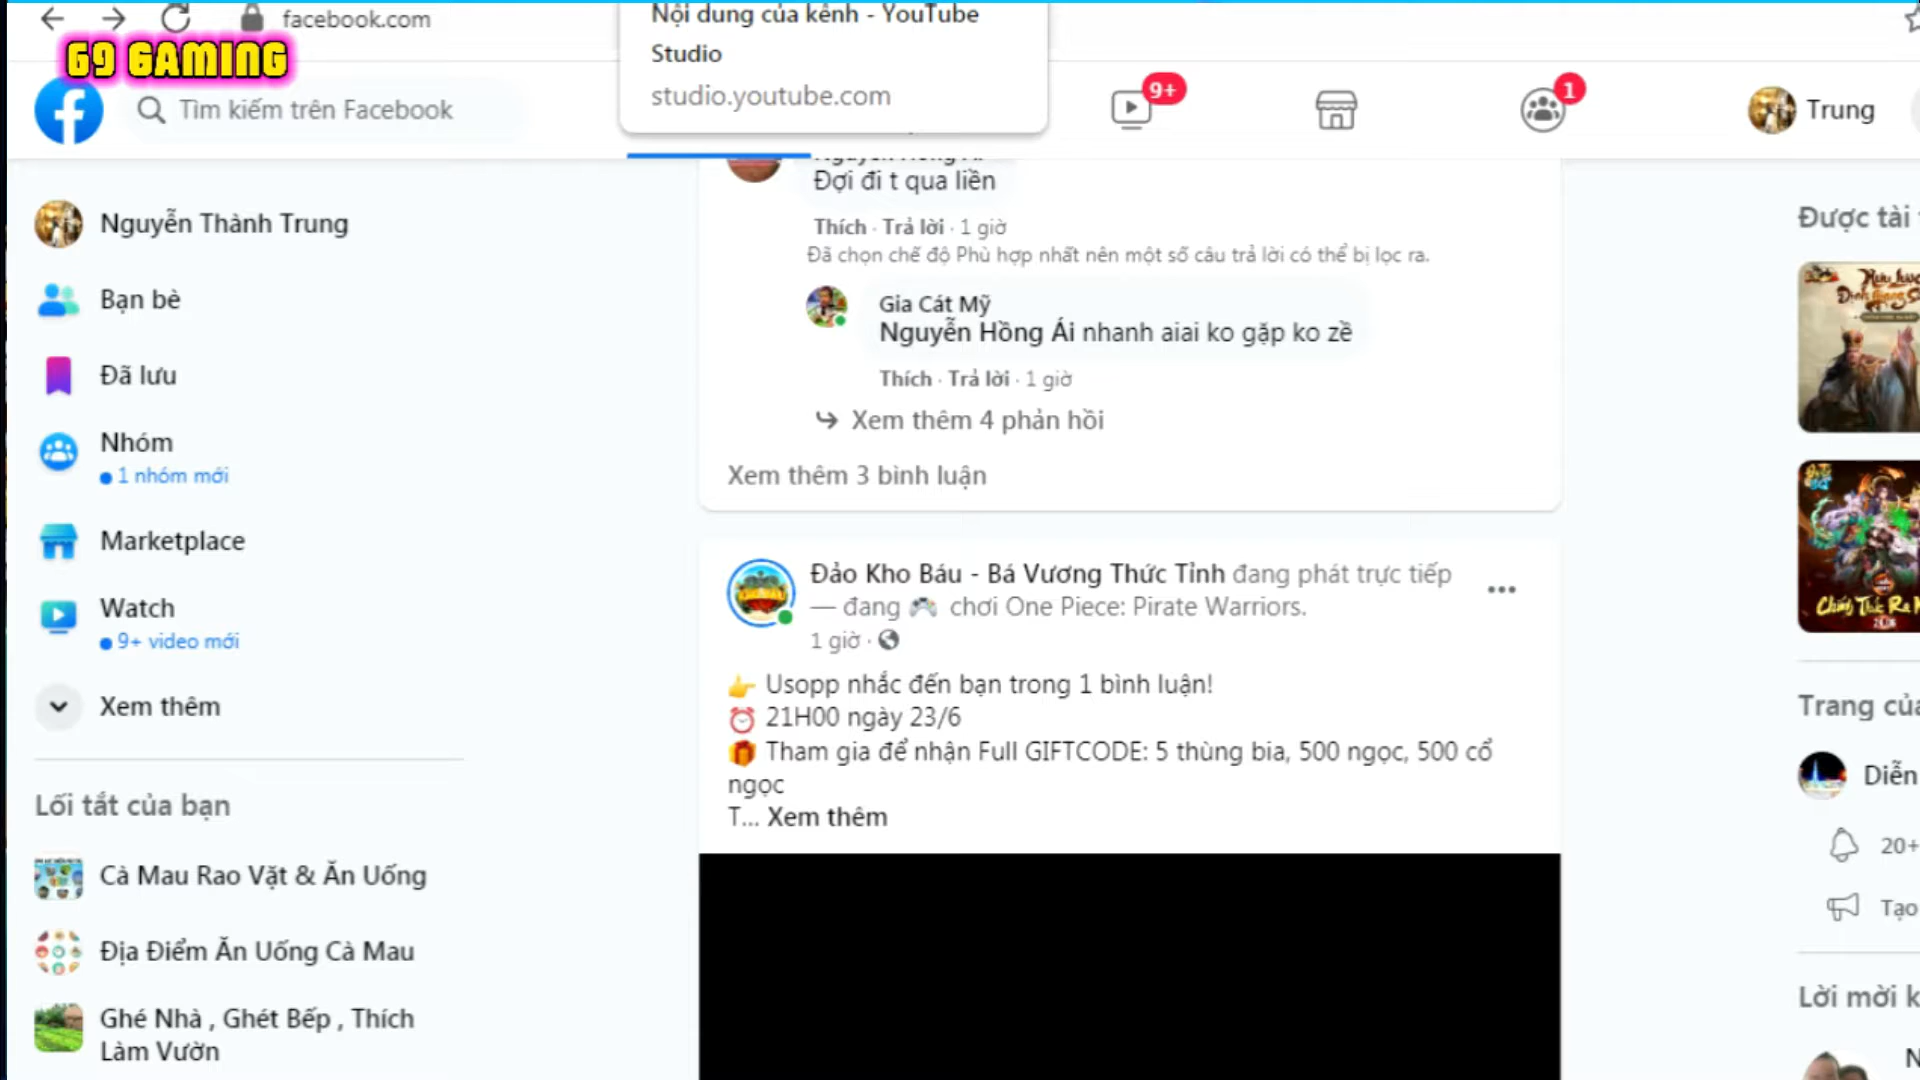 facebook.com
Nội dung của kênh - YouTube
Studio
studio.youtube.com
69 GAMING
Tìm kiếm trên Facebook
9+
1
Trung
Nguyễn Thành Trung
Bạn bè
Đã lưu
Nhóm
1 nhóm mới
Marketplace
Watch
9+ video mới
Xem thêm
Lối tắt của bạn
Cà Mau Rao Vặt & Ăn Uống
Địa Điểm Ăn Uống Cà Mau
Ghé Nhà , Ghét Bếp , Thích
Làm Vườn
Đợi đi t qua liền
Thích · Trả lời · 1 giờ
Đã chọn chế độ Phù hợp nhất nên một số câu trả lời có thể bị lọc ra.
Gia Cát Mỹ
Nguyễn Hồng Ái nhanh aiai ko gặp ko zề
Thích · Trả lời · 1 giờ
Xem thêm 4 phản hồi
Xem thêm 3 bình luận
Đảo Kho Báu - Bá Vương Thức Tỉnh đang phát trực tiếp
— đang 🎮 chơi One Piece: Pirate Warriors.
1 giờ ·
👉 Usopp nhắc đến bạn trong 1 bình luận!
⏰ 21H00 ngày 23/6
🎁 Tham gia để nhận Full GIFTCODE: 5 thùng bia, 500 ngọc, 500 cổ
ngọc
T... Xem thêm
Được tài
Trang của
Diễn
20+
Tạo
Lời mời k
N